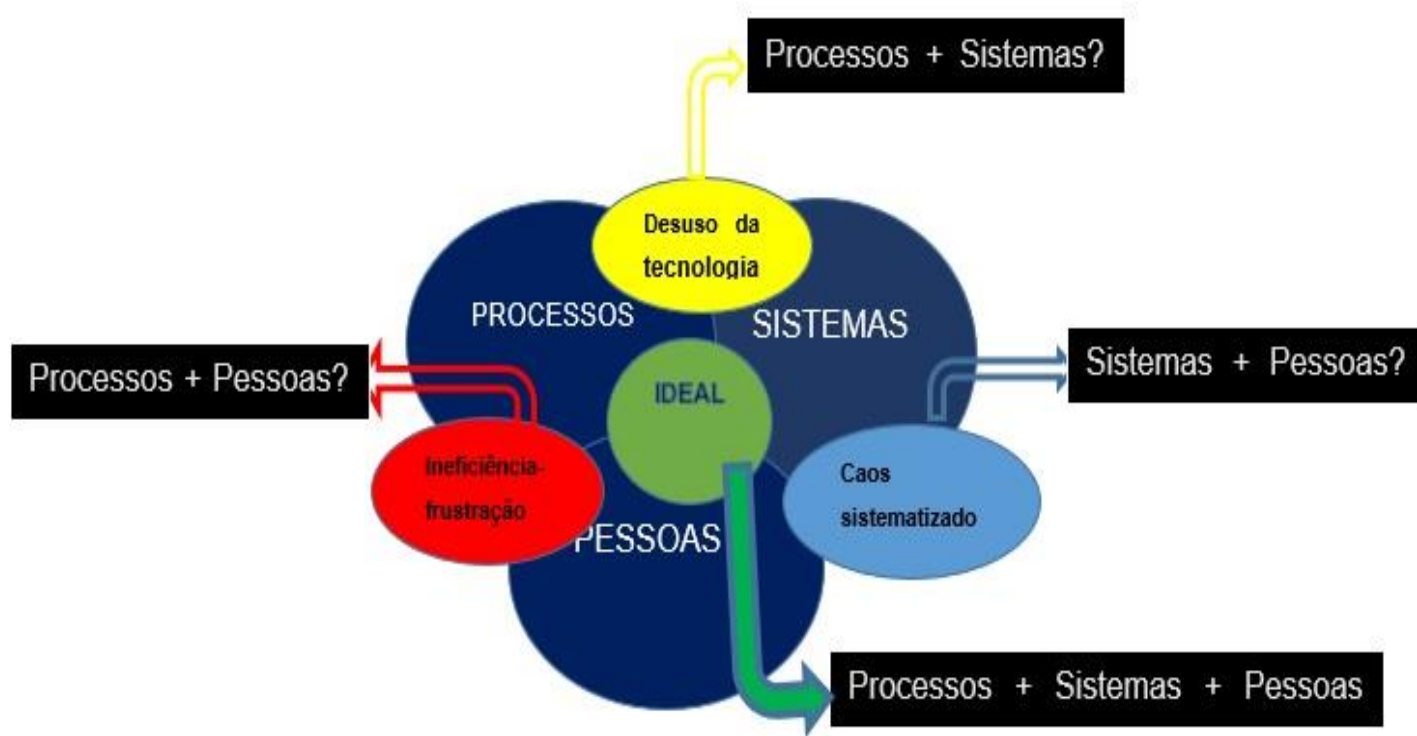 Processos + Sistemas?
Desuso da
tecnologia
PROCESSOS
SISTEMAS
Processos + Pessoas?
Sistemas + Pessoas?
IDEAL
Ineficiência-
frustração
Caos
sistematizado
PESSOAS
Processos + Sistemas + Pessoas